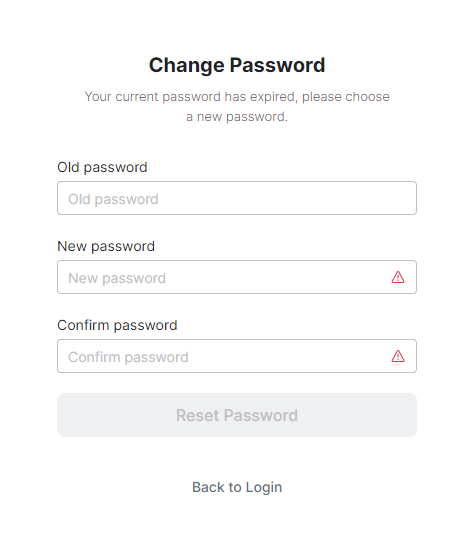 Change Password
Your current password has expired, please choose
a new password.
Old password
Old password
New password
New password
Confirm password
Confirm password
Reset Password
Back to Login